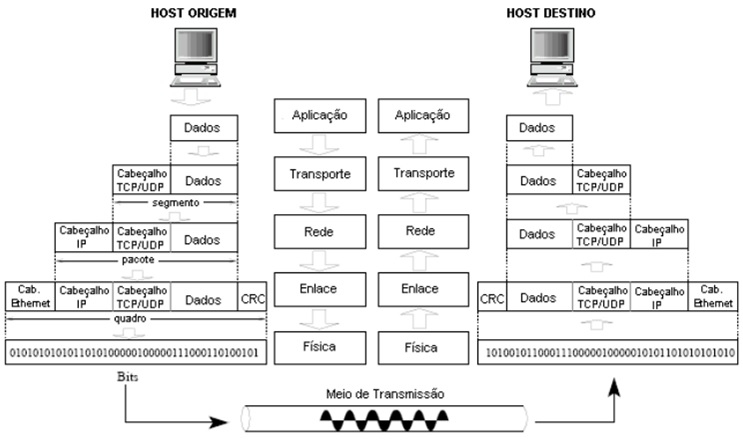 HOST ORIGEM
HOST DESTINO
Dados
Aplicação
Aplicação
Dados
Cabeçalho
TCP/UDP
Dados
Transporte
Transporte
Dados
Cabeçalho
TCP/UDP
segmento
Cabeçalho
IP
Cabeçalho
TCP/UDP
Dados
Rede
Rede
Dados
Cabeçalho
TCP/UDP
Cabeçalho
IP
pacote
Cab.
Ethernet
Cabeçalho
IP
Cabeçalho
TCP/UDP
Dados
CRC
Enlace
Enlace
CRC
Dados
Cabeçalho
TCP/UDP
Cabeçalho
IP
Cab.
Ethernet
quadro
0101010101011010100000100000111000110100101
Física
Física
1010010110001110000010000010101101010101010
Bits
Meio de Transmissão